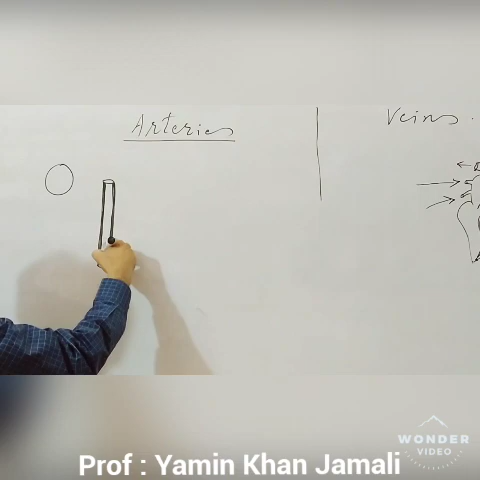 Arteries
Veins.
WONDER
VIDEO
Prof : Yamin Khan Jamali